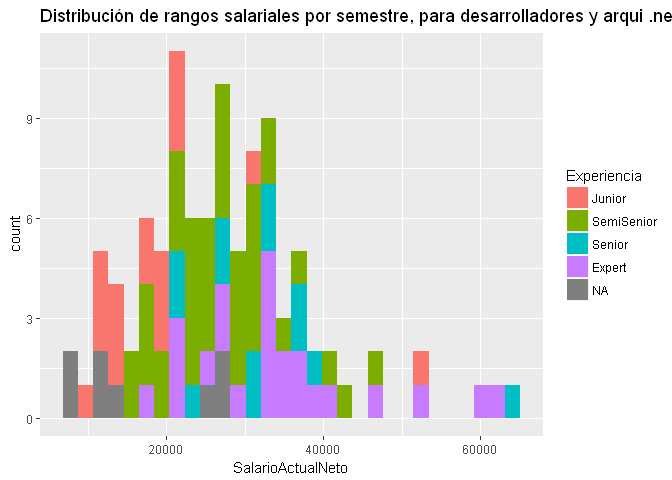 Distribución de rangos salariales por semestre, para desarrolladores y arqui .ne
count
9
6
3
0
20000
40000
60000
SalarioActualNeto
Experiencia
Junior
SemiSenior
Senior
Expert
NA